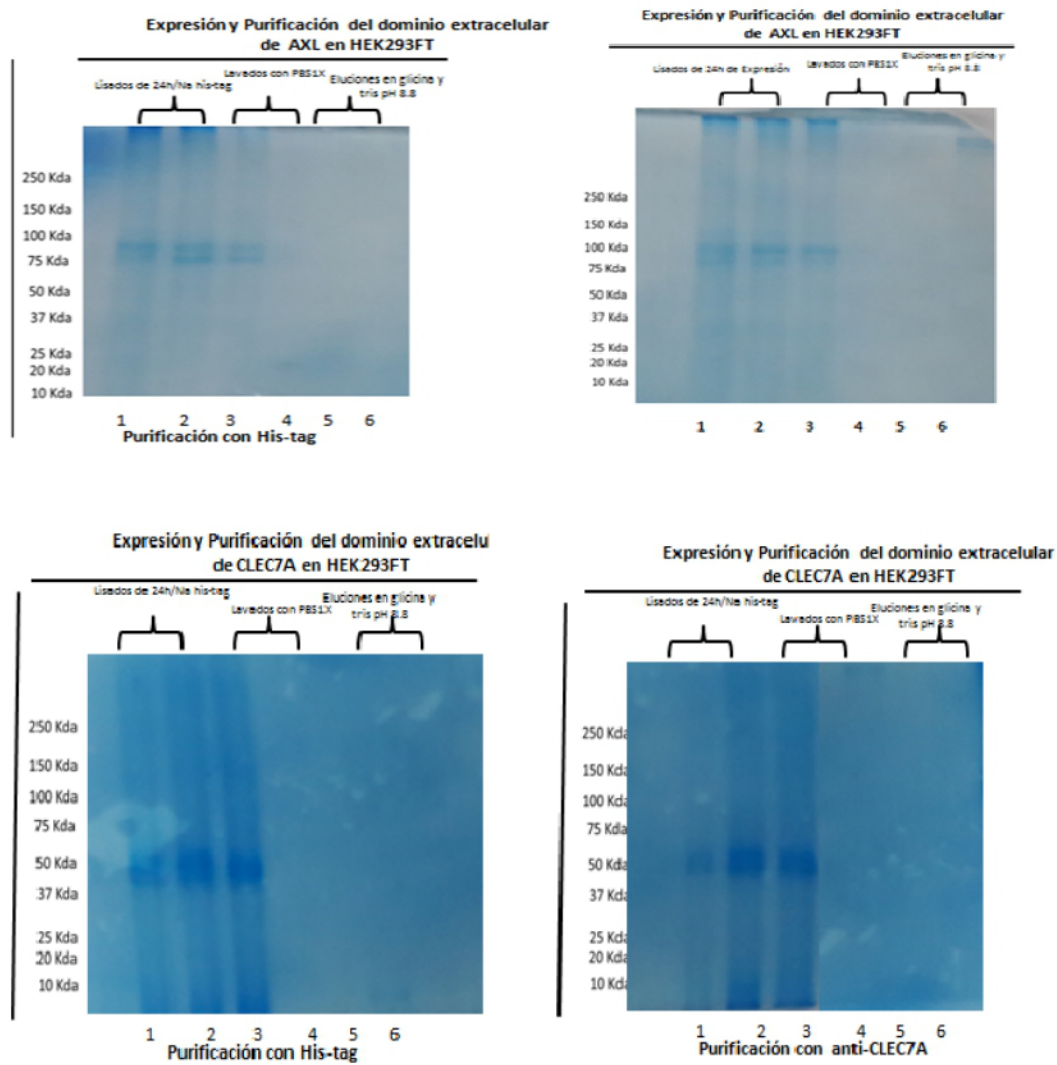 Expresión y Purificación del dominio extracelular
de AXL en HEK293FT
Lisados de 24h/Na his-tag
Lavados con PBS1X
Eluciones en glicina y
tris pH 8.8
250 Kda
150 Kda
100 Kda
75 Kda
50 Kda
37 Kda
25 Kda
20 Kda
10 Kda
1 2 3 4 5 6
Purificación con His-tag
Expresión y Purificación del dominio extracelular
de AXL en HEK293FT
Lisados de 24h de Expresión
Lavados con PBS1X
Eluciones en glicina y
tris pH 8.8
250 Kda
150 Kda
100 Kda
75 Kda
50 Kda
37 Kda
25 Kda
20 Kda
10 Kda
1 2 3 4 5 6
Expresión y Purificación del dominio extracelu
de CLEC7A en HEK293FT
Lisados de 24h/Na his-tag
Lavados con PBS1X
Eluciones en glicina y
tris pH 8.8
250 Kda
150 Kda
100 Kda
75 Kda
50 Kda
37 Kda
25 Kda
20 Kda
10 Kda
1 2 3 4 5 6
Purificación con His-tag
Expresión y Purificación del dominio extracelular
de CLEC7A en HEK293FT
Lisados de 24h/Na his-tag
Lavados con PBS1X
Eluciones en glicina y
tris pH 8.8
250 Kda
150 Kda
100 Kda
75 Kda
50 Kda
37 Kda
25 Kda
20 Kda
10 Kda
1 2 3 4 5 6
Purificación con anti-CLEC7A